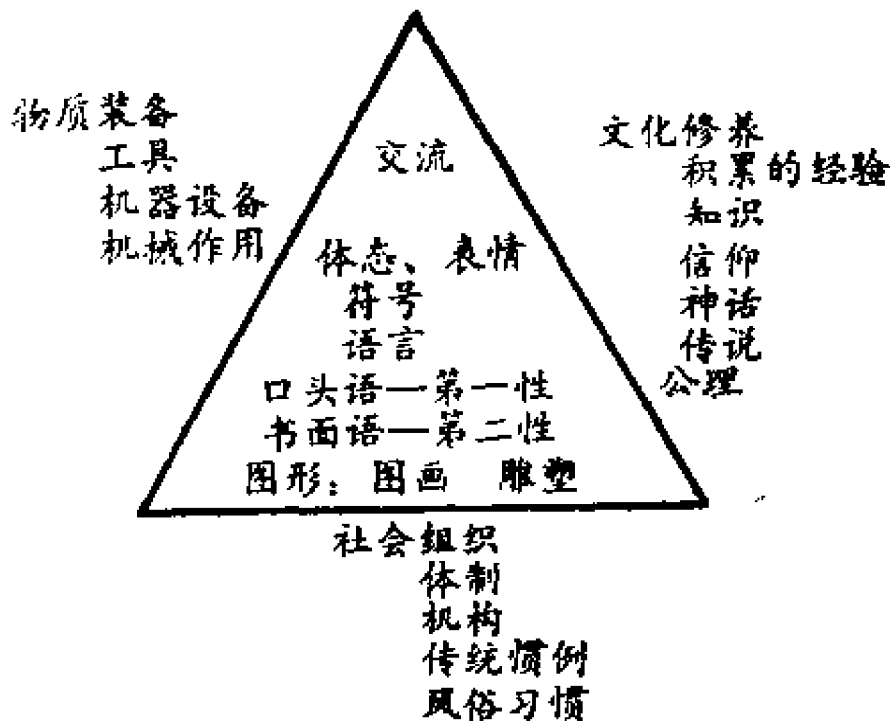 物质装备
工具
机器设备
机械作用
交流
体态、表情
符号
语言
口头语—第一性
书面语—第二性
图形：图画 雕塑
文化修养
积累的经验
知识
信仰
神话
传说
公理
社会组织
体制
机构
传统惯例
风俗习惯